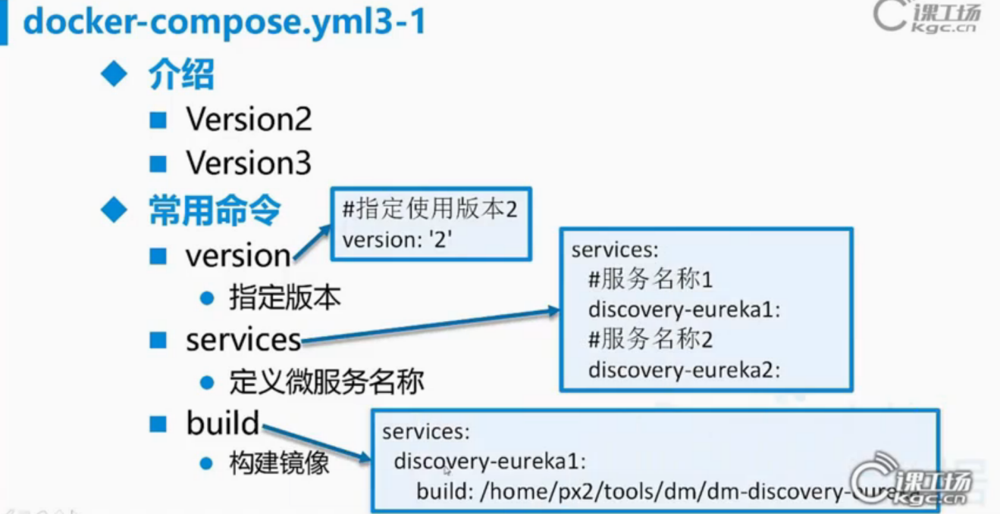 docker-compose.yml3-1
课工场
kgc.cn
介绍
Version2
Version3
常用命令
#指定使用版本2
version: '2'
version
指定版本
services:
#服务名称1
discovery-eureka1:
#服务名称2
discovery-eureka2:
services
定义微服务名称
build
构建镜像
services:
discovery-eureka1:
build: /home/px2/tools/dm/dm-discovery-eureka
课工场
kgc.cn